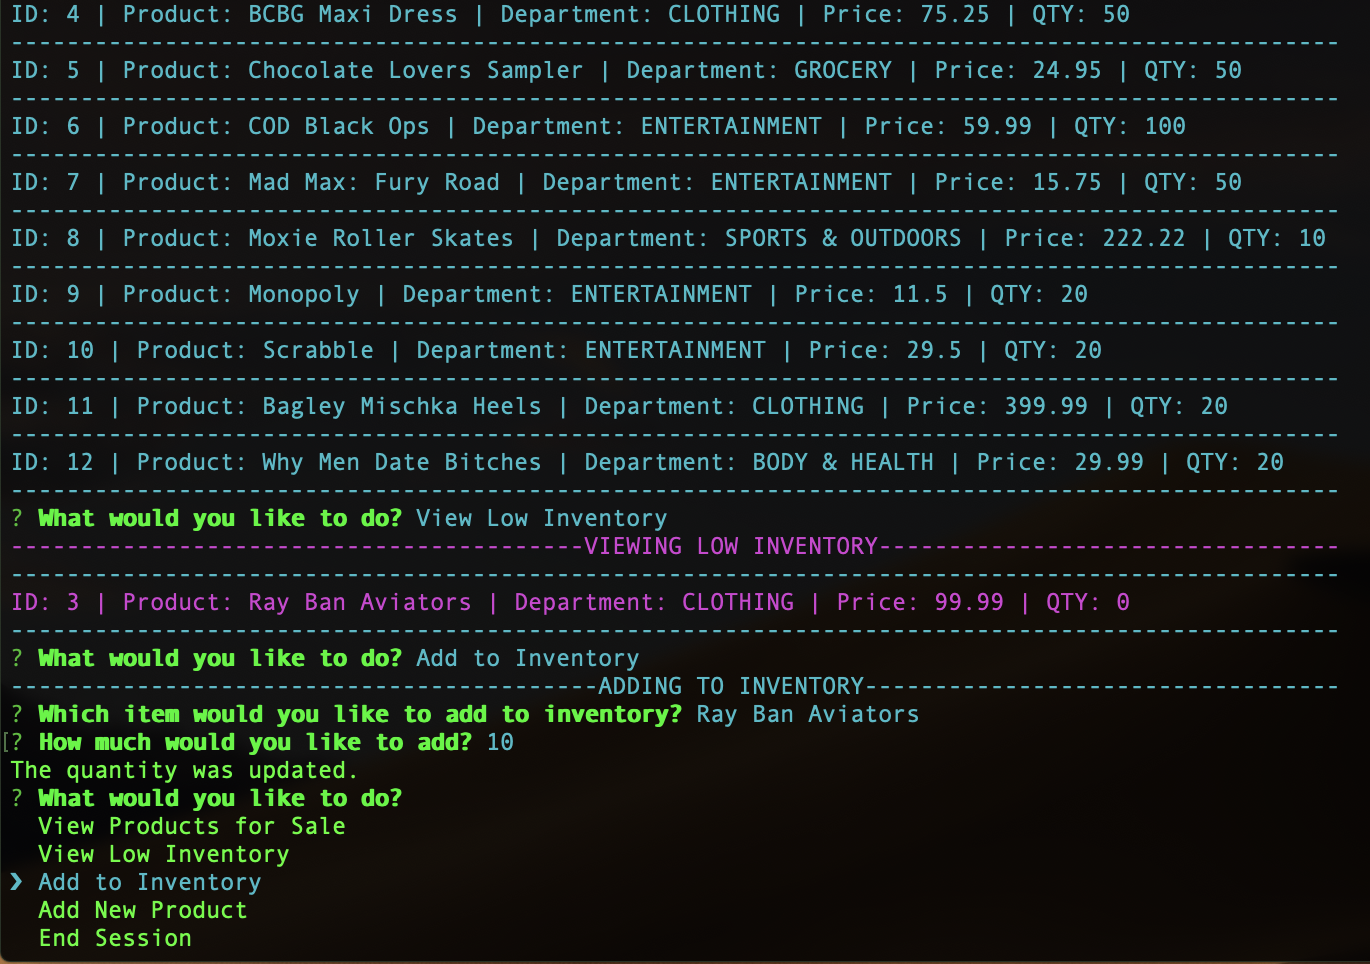 ID: 4 | Product: BCBG Maxi Dress | Department: CLOTHING | Price: 75.25 | QTY: 50
-----------------------------------------------------------------------------------------------
ID: 5 | Product: Chocolate Lovers Sampler | Department: GROCERY | Price: 24.95 | QTY: 50
-----------------------------------------------------------------------------------------------
ID: 6 | Product: COD Black Ops | Department: ENTERTAINMENT | Price: 59.99 | QTY: 100
-----------------------------------------------------------------------------------------------
ID: 7 | Product: Mad Max: Fury Road | Department: ENTERTAINMENT | Price: 15.75 | QTY: 50
-----------------------------------------------------------------------------------------------
ID: 8 | Product: Moxie Roller Skates | Department: SPORTS & OUTDOORS | Price: 222.22 | QTY: 10
-----------------------------------------------------------------------------------------------
ID: 9 | Product: Monopoly | Department: ENTERTAINMENT | Price: 11.5 | QTY: 20
-----------------------------------------------------------------------------------------------
ID: 10 | Product: Scrabble | Department: ENTERTAINMENT | Price: 29.5 | QTY: 20
-----------------------------------------------------------------------------------------------
ID: 11 | Product: Bagley Mischka Heels | Department: CLOTHING | Price: 399.99 | QTY: 20
-----------------------------------------------------------------------------------------------
ID: 12 | Product: Why Men Date Bitches | Department: BODY & HEALTH | Price: 29.99 | QTY: 20
-----------------------------------------------------------------------------------------------
? What would you like to do? View Low Inventory
-----------------------------------------VIEWING LOW INVENTORY---------------------------------
-----------------------------------------------------------------------------------------------
ID: 3 | Product: Ray Ban Aviators | Department: CLOTHING | Price: 99.99 | QTY: 0
-----------------------------------------------------------------------------------------------
? What would you like to do? Add to Inventory
------------------------------------------ADDING TO INVENTORY----------------------------------
? Which item would you like to add to inventory? Ray Ban Aviators
[? How much would you like to add? 10
The quantity was updated.
? What would you like to do?
View Products for Sale
View Low Inventory
❯ Add to Inventory
Add New Product
End Session